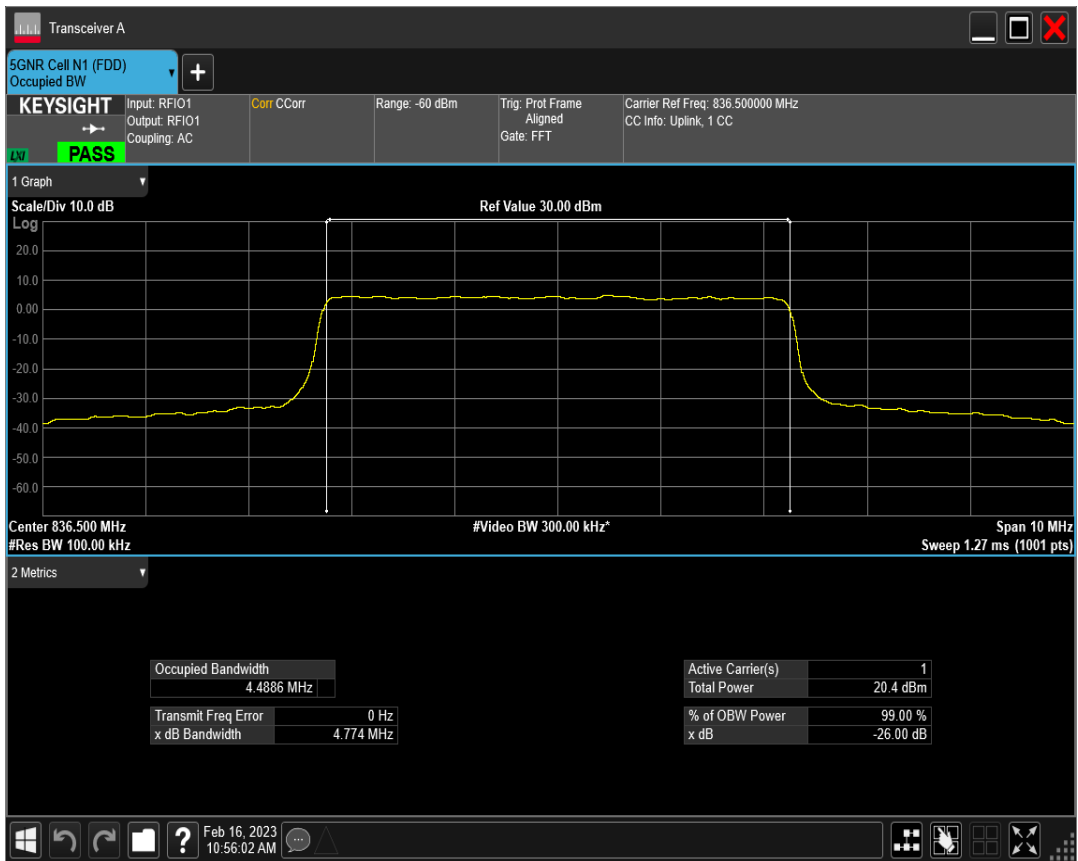 Transceiver A
5GNR Cell N1 (FDD)
Occupied BW
+
KEYSIGHT
LXI
PASS
Input: RFIO1
Output: RFIO1
Coupling: AC
Corr CCorr
Range: -60 dBm
Trig: Prot Frame
Aligned
Gate: FFT
Carrier Ref Freq: 836.500000 MHz
CC Info: Uplink, 1 CC
1 Graph
Scale/Div 10.0 dB
Ref Value 30.00 dBm
Log
20.0
10.0
0.00
-10.0
-20.0
-30.0
-40.0
-50.0
-60.0
Center 836.500 MHz
#Video BW 300.00 kHz*
Span 10 MHz
#Res BW 100.00 kHz
Sweep 1.27 ms (1001 pts)
2 Metrics
Occupied Bandwidth
4.4886 MHz
Transmit Freq Error 0 Hz
x dB Bandwidth 4.774 MHz
Active Carrier(s) 1
Total Power 20.4 dBm
% of OBW Power 99.00 %
x dB -26.00 dB
?
Feb 16, 2023
10:56:02 AM